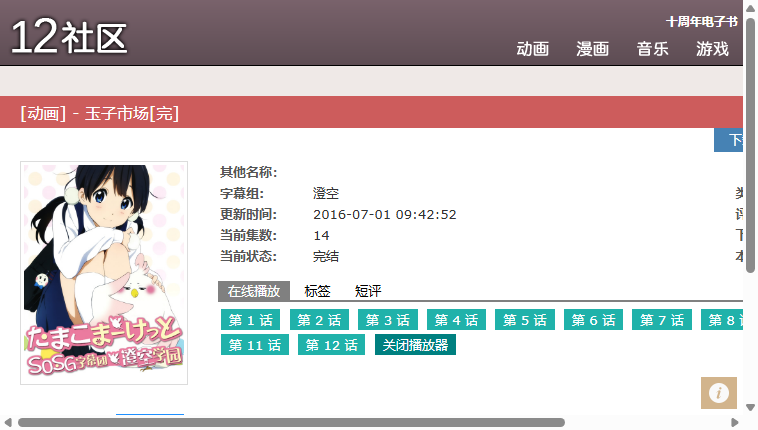 12社区
十周年电子书
动画 漫画 音乐 游戏
[动画] - 玉子市场[完]
其他名称:
字幕组: 澄空
更新时间: 2016-07-01 09:42:52
当前集数: 14
当前状态: 完结
たまこまーけっと
SOSG字幕团 澄空学园
在线播放 标签 短评
第 1 话 第 2 话 第 3 话 第 4 话 第 5 话 第 6 话 第 7 话 第 8
第 11 话 第 12 话 关闭播放器